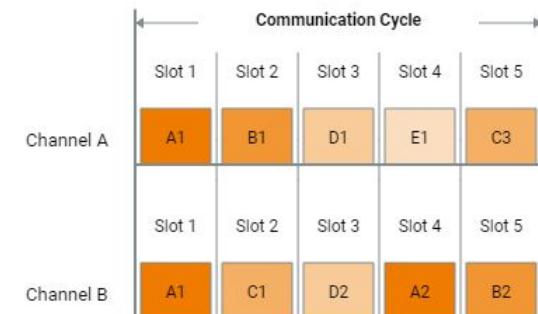 Communication Cycle
Slot 1 Slot 2 Slot 3 Slot 4 Slot 5
Channel A A1 B1 D1 E1 C3
Slot 1 Slot 2 Slot 3 Slot 4 Slot 5
Channel B A1 C1 D2 A2 B2